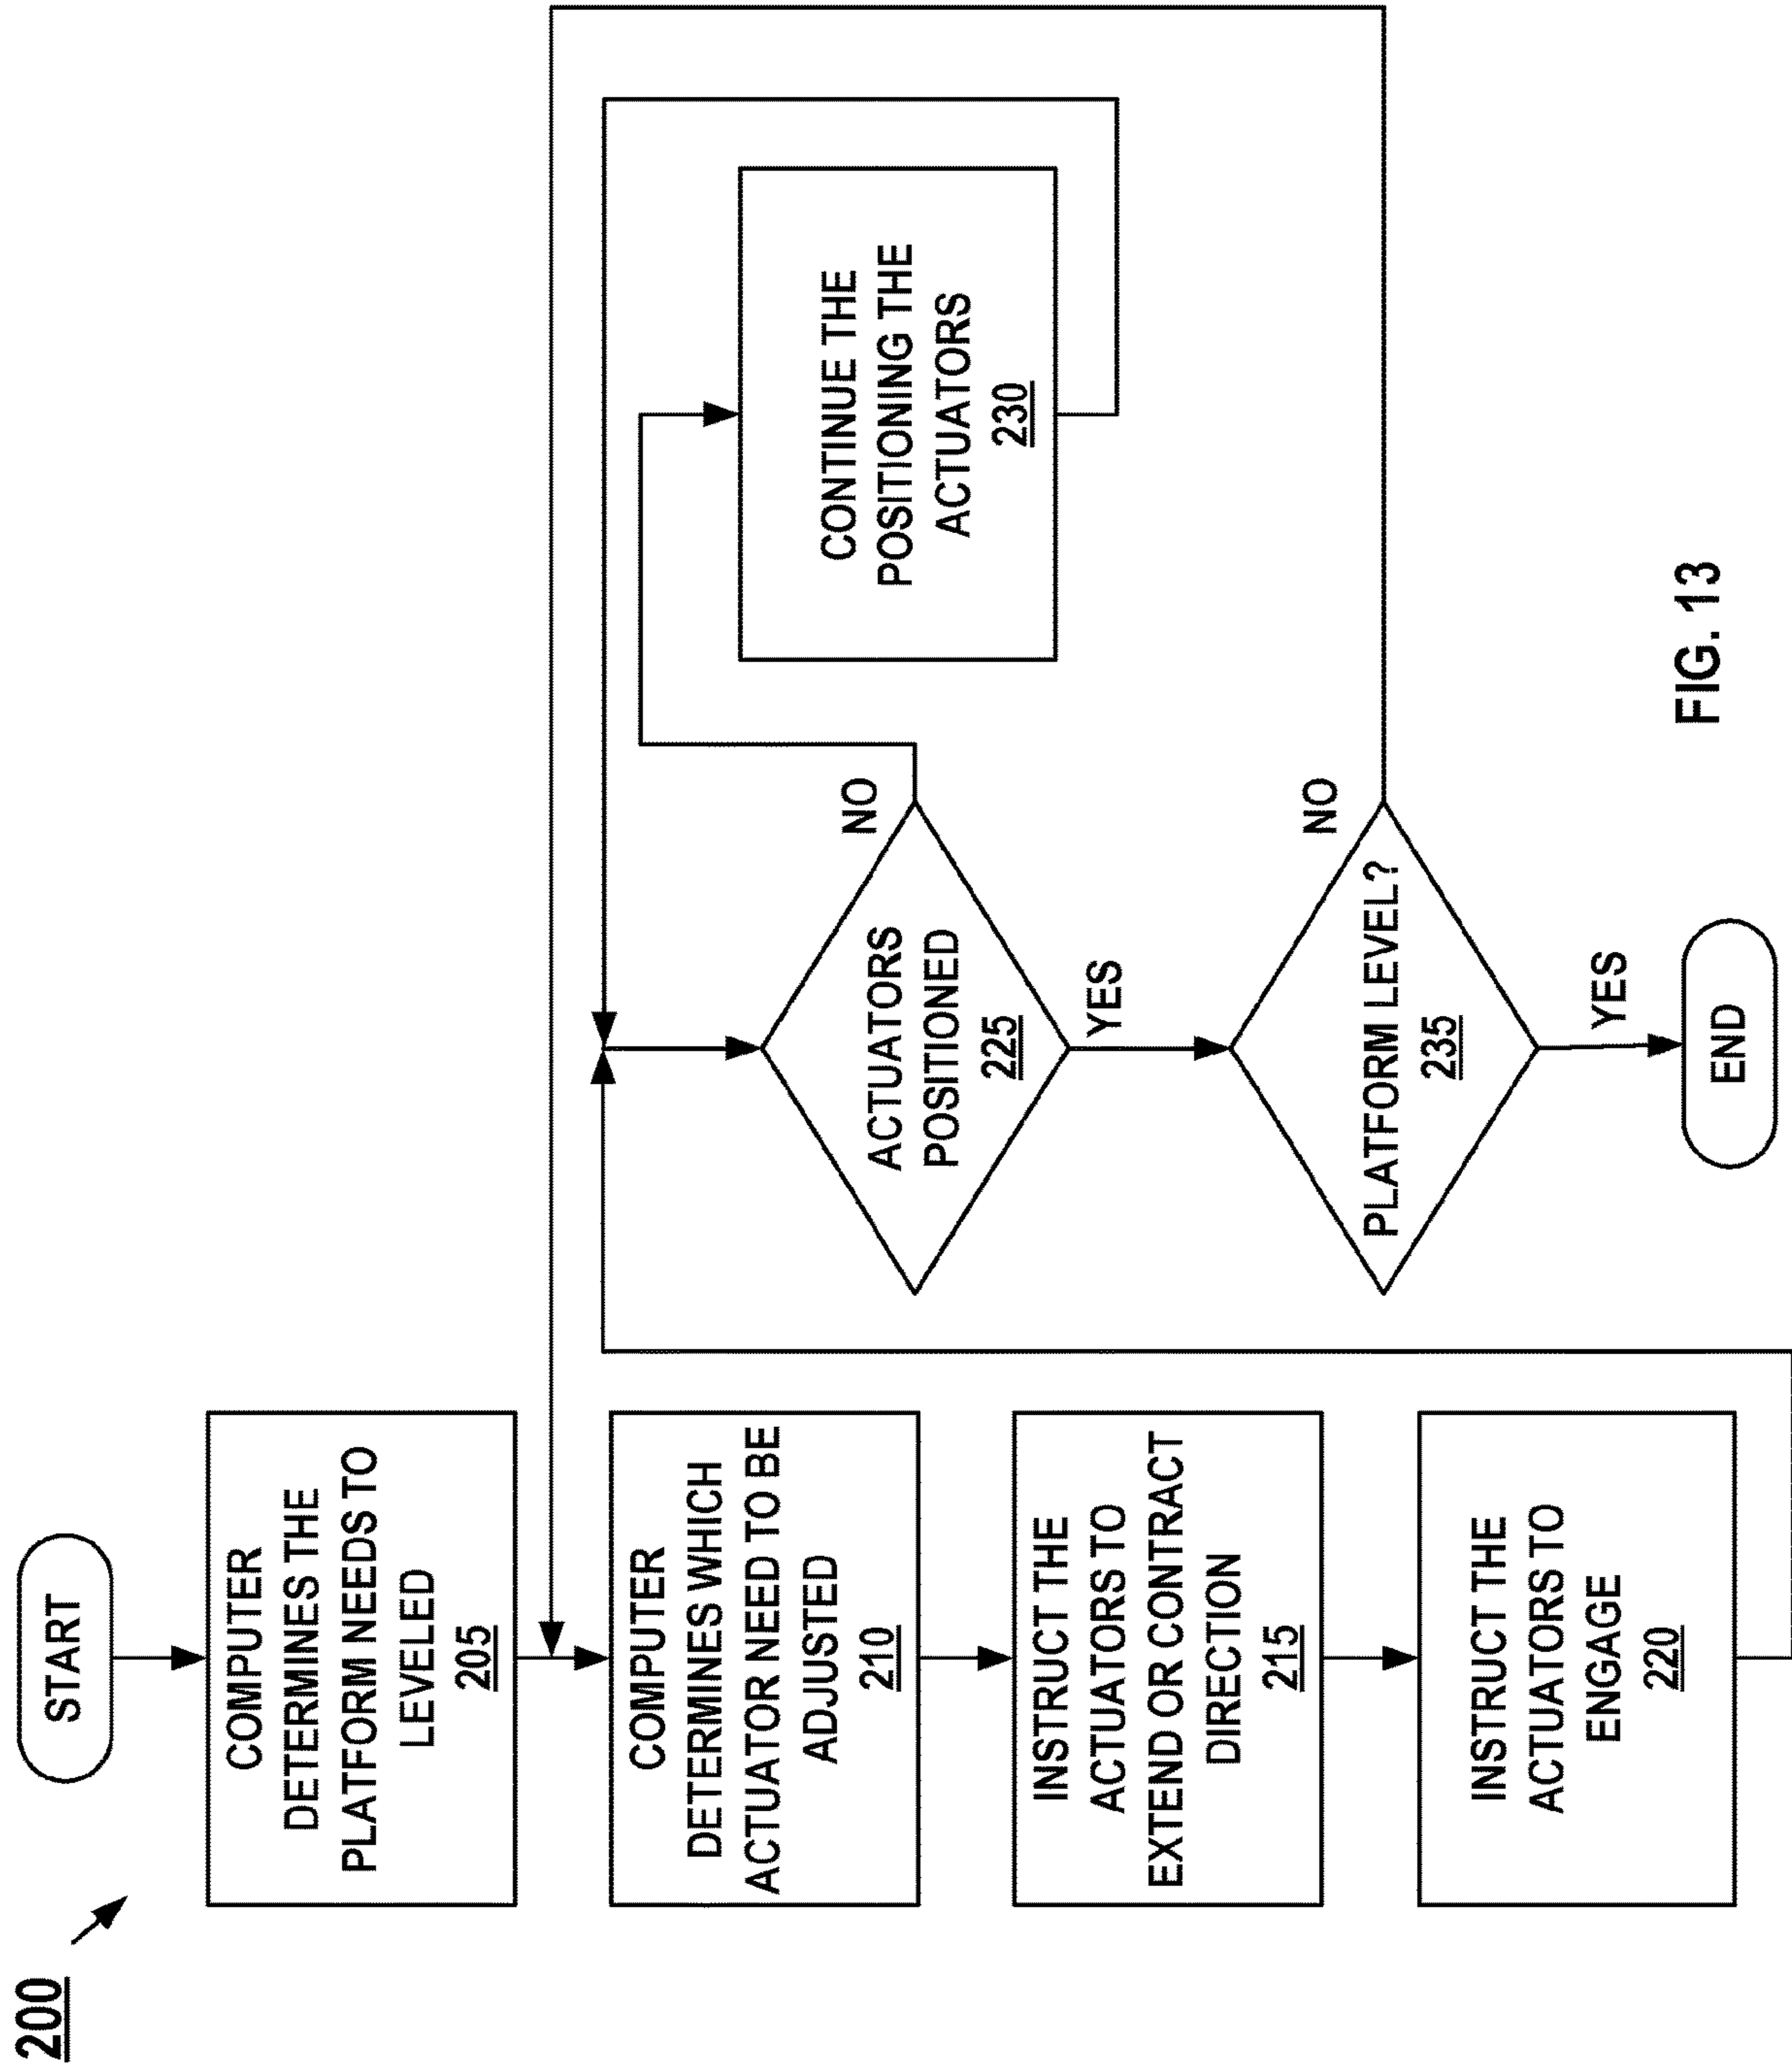 200
START
COMPUTER
DETERMINES THE
PLATFORM NEEDS TO
LEVELED
205
COMPUTER
DETERMINES WHICH
ACTUATOR NEED TO BE
ADJUSTED
210
INSTRUCT THE
ACTUATORS TO
EXTEND OR CONTRACT
DIRECTION
215
INSTRUCT THE
ACTUATORS TO
ENGAGE
220
ACTUATORS
POSITIONED
225
NO
YES
CONTINUE THE
POSITIONING THE
ACTUATORS
230
PLATFORM LEVEL?
235
NO
YES
END
FIG. 13